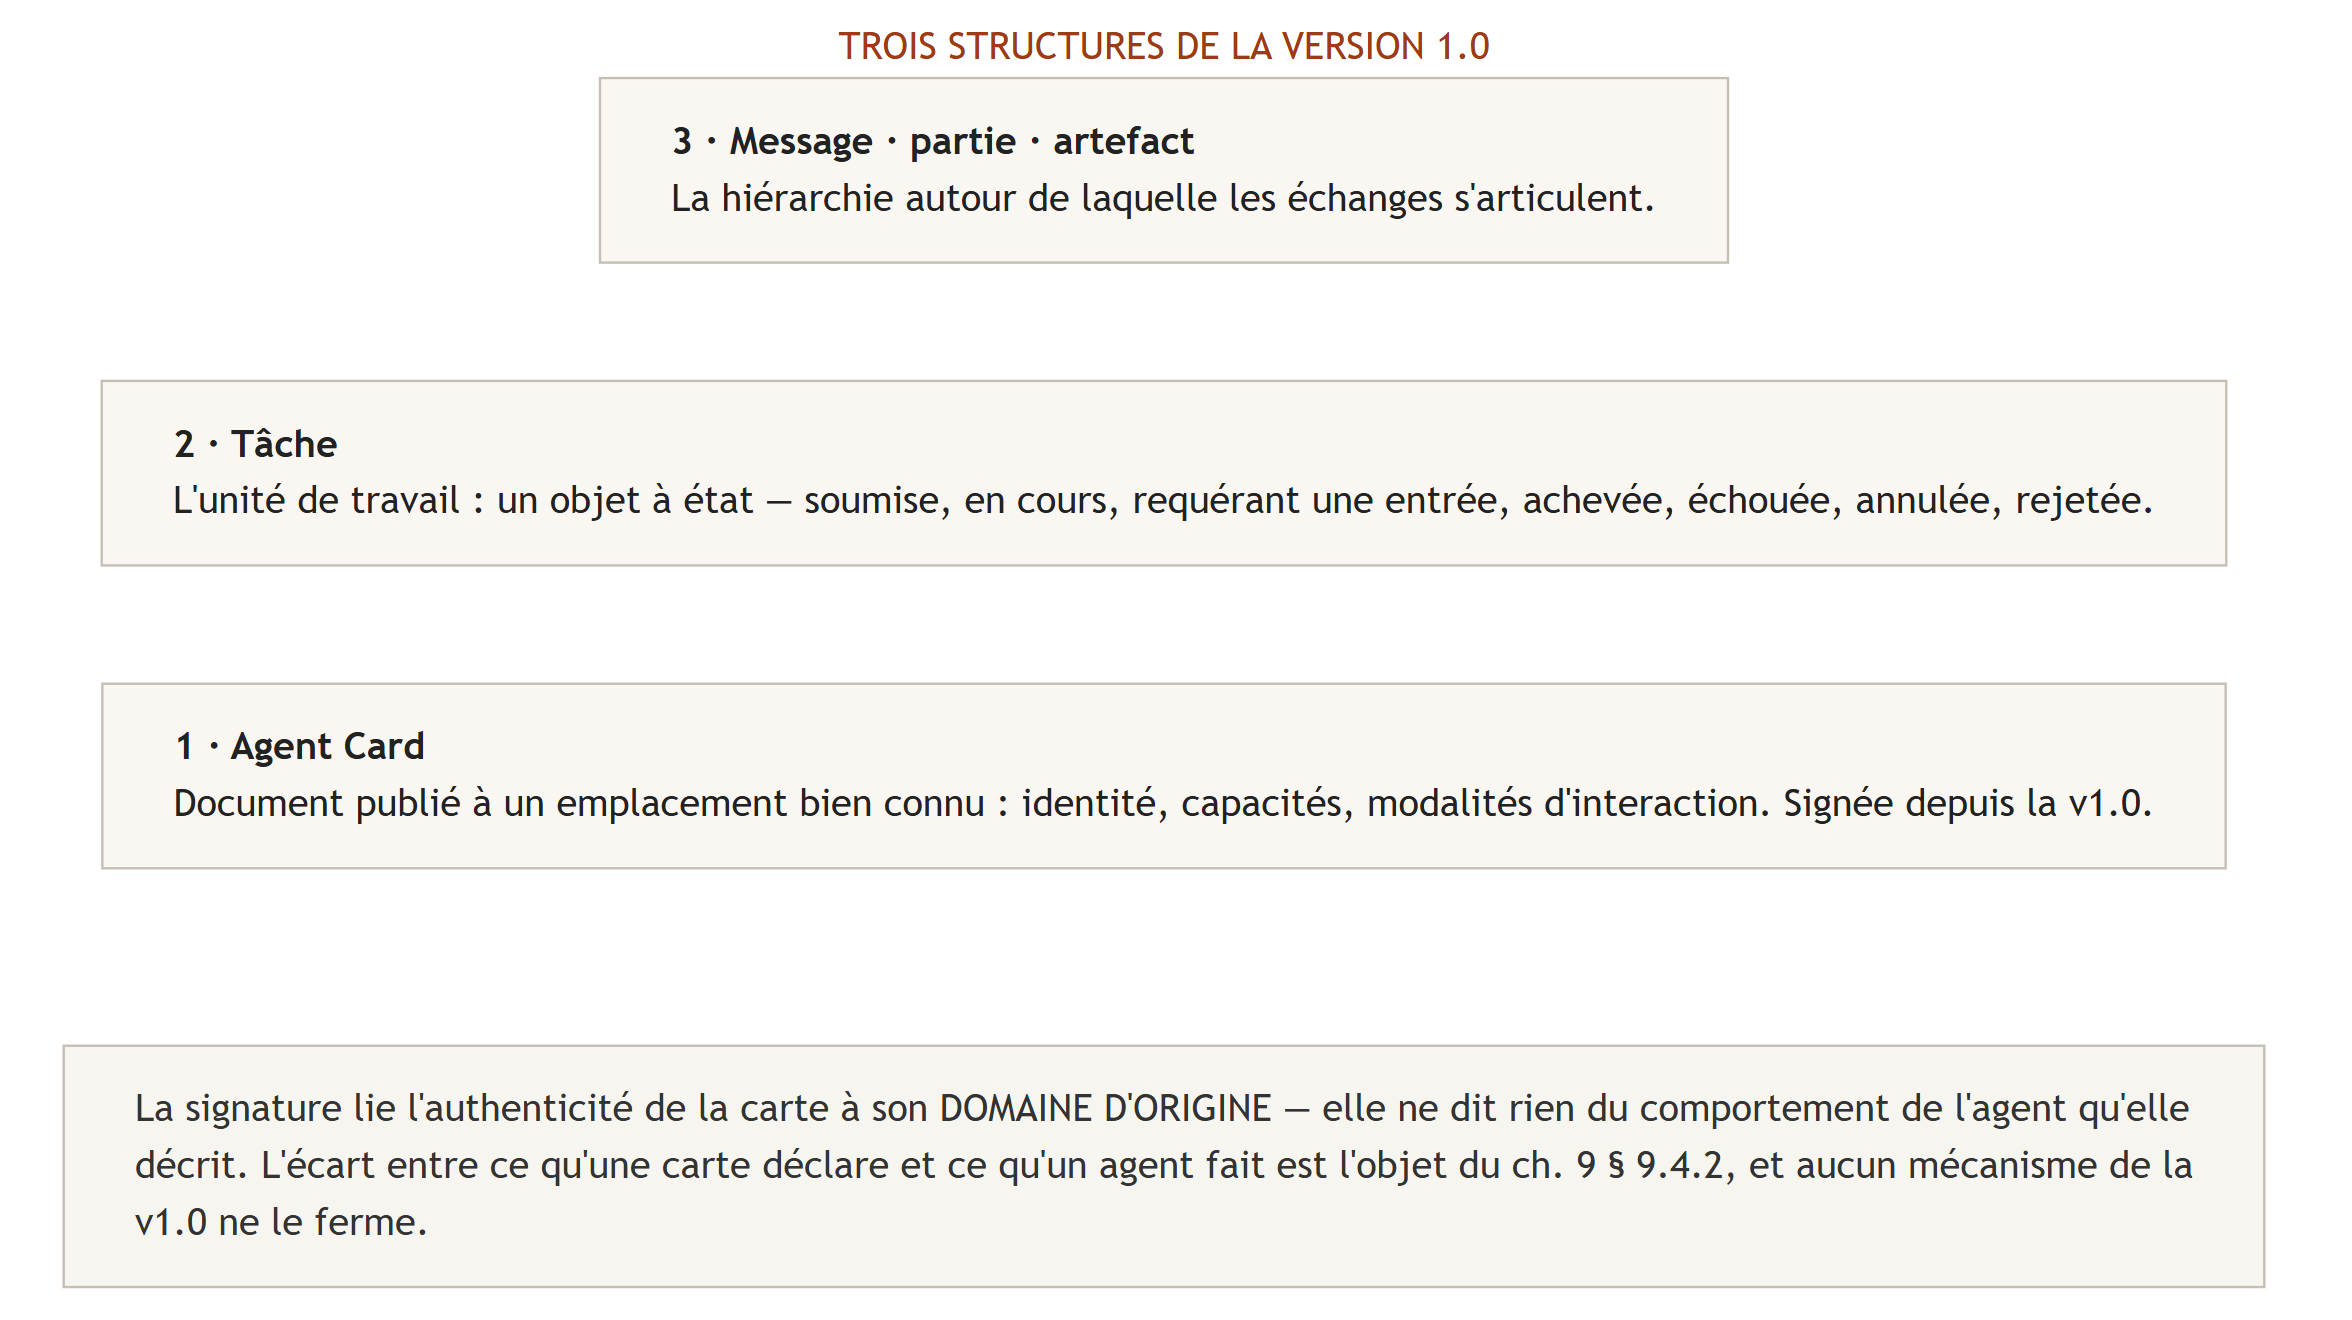 TROIS STRUCTURES DE LA VERSION 1.0
3 · Message · partie · artefact
La hiérarchie autour de laquelle les échanges s'articulent.
2 · Tâche
L'unité de travail : un objet à état — soumise, en cours, requérant une entrée, achevée, échouée, annulée, rejetée.
1 · Agent Card
Document publié à un emplacement bien connu : identité, capacités, modalités d'interaction. Signée depuis la v1.0.
La signature lie l'authenticité de la carte à son DOMAINE D'ORIGINE — elle ne dit rien du comportement de l'agent qu'elle
décrit. L'écart entre ce qu'une carte déclare et ce qu'un agent fait est l'objet du ch. 9 § 9.4.2, et aucun mécanisme de la
v1.0 ne le ferme.